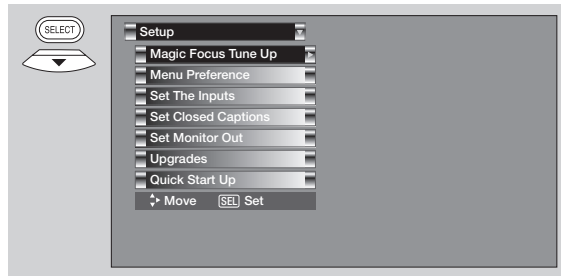 SELECT
Setup
Magic Focus Tune Up
Menu Preference
Set The Inputs
Set Closed Captions
Set Monitor Out
Upgrades
Quick Start Up
Move SEL Set